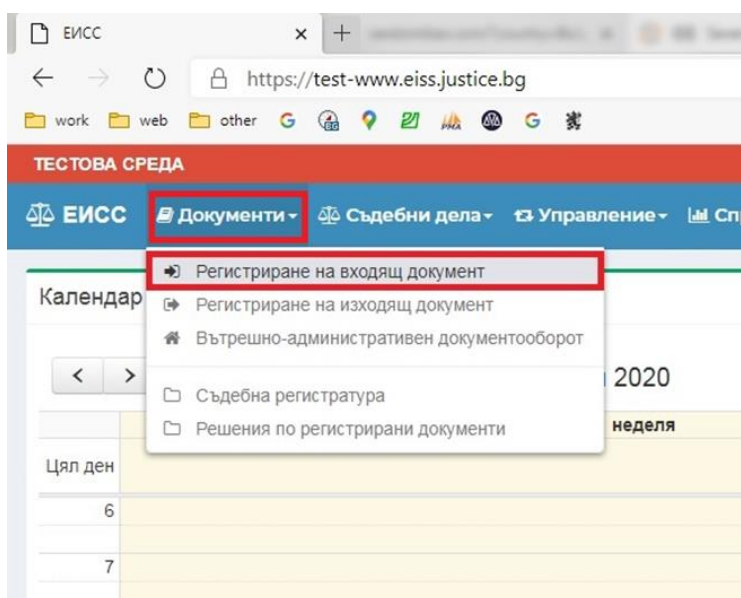 ЕИСС
https://test-www.eiss.justice.bg
work web other
ТЕСТОВА СРЕДА
ЕИСС Документи Съдебни дела Управление Сп
Регистриране на входящ документ
Календар
Регистриране на изходящ документ
Вътрешно-административен документооборот
2020
Съдебна регистратура
Решения по регистрирани документи
неделя
Цял ден
6
7